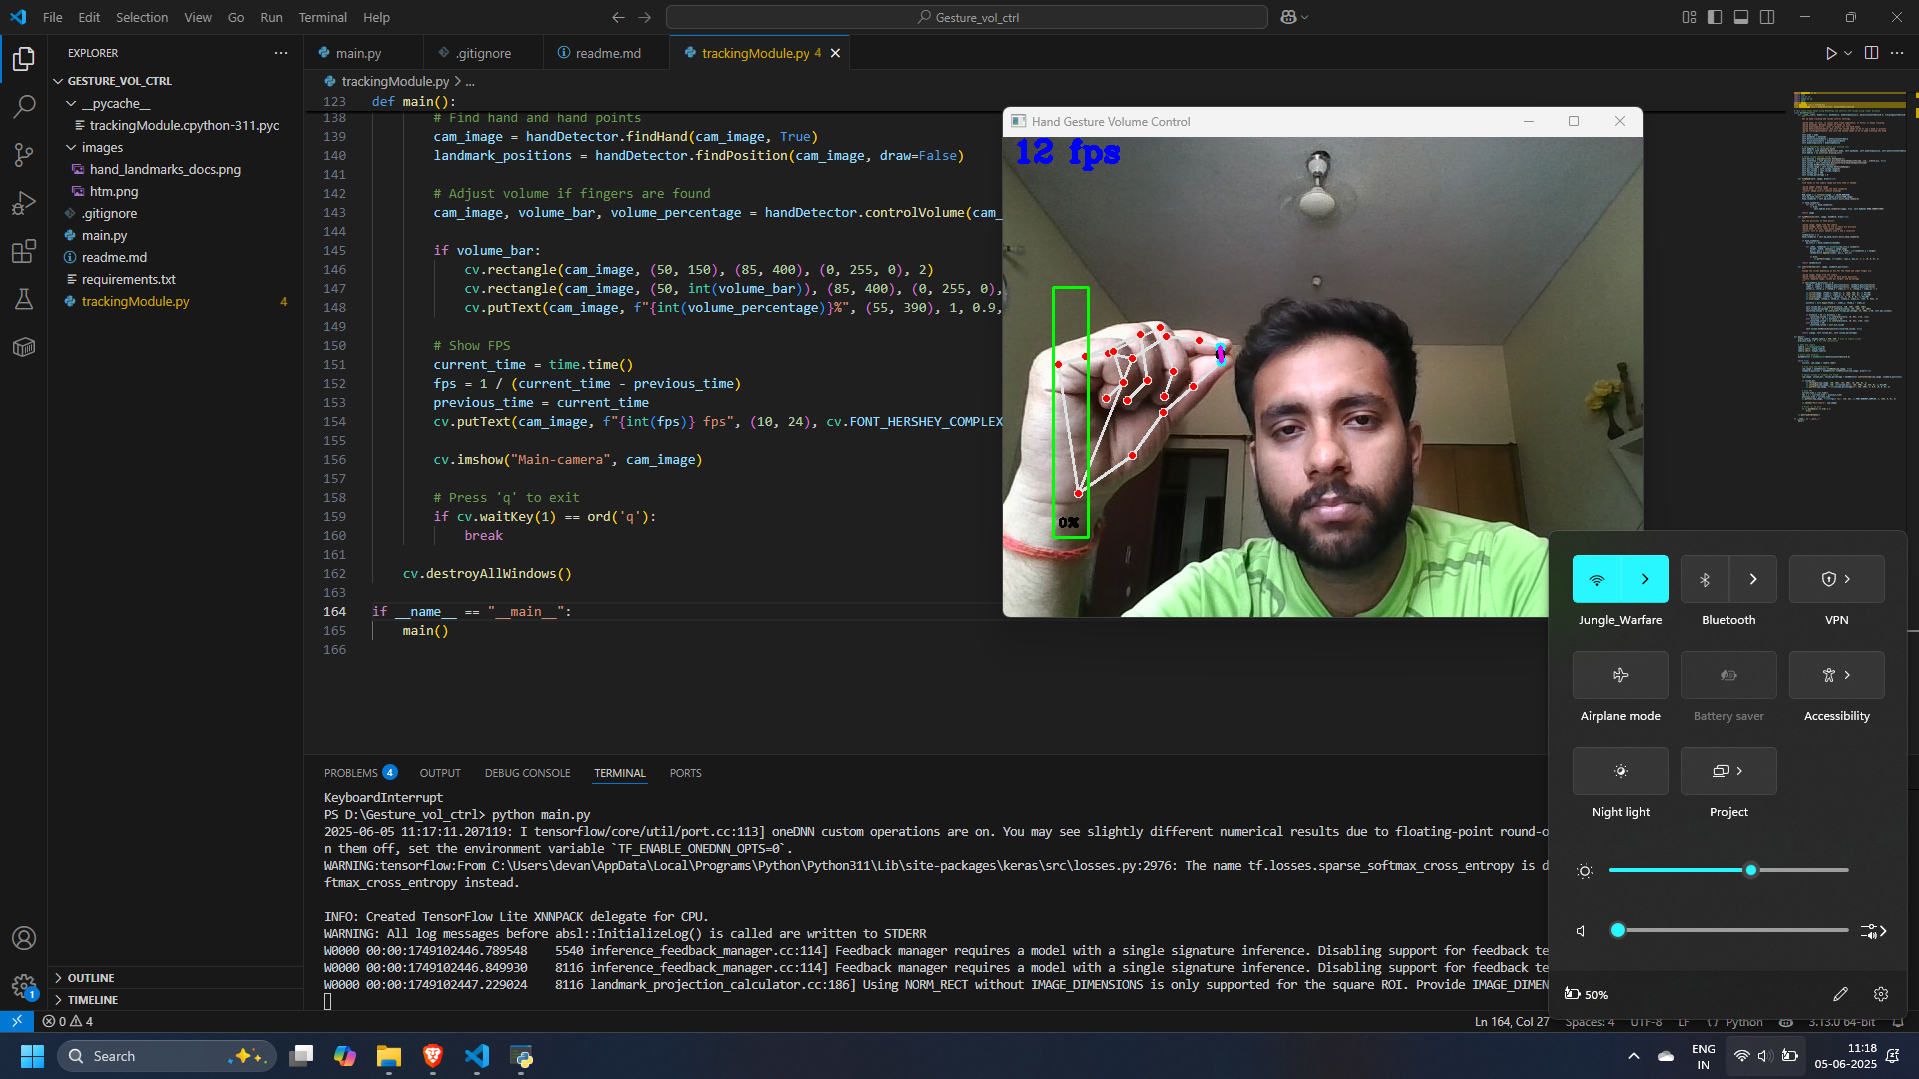 File Edit Selection View Go Run Terminal Help
Gesture_vol_ctrl
EXPLORER
GESTURE_VOL_CTRL
__pycache__
trackingModule.cpython-311.pyc
images
hand_landmarks_docs.png
htm.png
.gitignore
main.py
readme.md
requirements.txt
trackingModule.py 4
OUTLINE
TIMELINE
main.py
.gitignore
readme.md
trackingModule.py 4
trackingModule.py > ...
123 def main():
138 # Find hand and hand points
139 cam_image = handDetector.findHand(cam_image, True)
140 landmark_positions = handDetector.findPosition(cam_image, draw=False)
141
142 # Adjust volume if fingers are found
143 cam_image, volume_bar, volume_percentage = handDetector.controlVolume(cam_
144
145 if volume_bar:
146 cv.rectangle(cam_image, (50, 150), (85, 400), (0, 255, 0), 2)
147 cv.rectangle(cam_image, (50, int(volume_bar)), (85, 400), (0, 255, 0),
148 cv.putText(cam_image, f"{int(volume_percentage)}%", (55, 390), 1, 0.9,
149
150 # Show FPS
151 current_time = time.time()
152 fps = 1 / (current_time - previous_time)
153 previous_time = current_time
154 cv.putText(cam_image, f"{int(fps)} fps", (10, 24), cv.FONT_HERSHEY_COMPLEX
155
156 cv.imshow("Main-camera", cam_image)
157
158 # Press 'q' to exit
159 if cv.waitKey(1) == ord('q'):
160 break
161
162 cv.destroyAllWindows()
163
164 if __name__ == "__main__":
165 main()
166
Hand Gesture Volume Control
12 fps
0%
PROBLEMS 4 OUTPUT DEBUG CONSOLE TERMINAL PORTS
KeyboardInterrupt
PS D:\Gesture_vol_ctrl> python main.py
2025-06-05 11:17:11.207119: I tensorflow/core/util/port.cc:113] oneDNN custom operations are on. You may see slightly different numerical results due to floating-point round-o
n them off, set the environment variable `TF_ENABLE_ONEDNN_OPTS=0`.
WARNING:tensorflow:From C:\Users\devan\AppData\Local\Programs\Python\Python311\Lib\site-packages\keras\src\losses.py:2976: The name tf.losses.sparse_softmax_cross_entropy is d
ftmax_cross_entropy instead.
INFO: Created TensorFlow Lite XNNPACK delegate for CPU.
WARNING: All log messages before absl::InitializeLog() is called are written to STDERR
W0000 00:00:1749102446.789548 5540 inference_feedback_manager.cc:114] Feedback manager requires a model with a single signature inference. Disabling support for feedback te
W0000 00:00:1749102446.849930 8116 inference_feedback_manager.cc:114] Feedback manager requires a model with a single signature inference. Disabling support for feedback te
W0000 00:00:1749102447.229024 8116 landmark_projection_calculator.cc:186] Using NORM_RECT without IMAGE_DIMENSIONS is only supported for the square ROI. Provide IMAGE_DIMEN
Jungle_Warfare
Bluetooth
VPN
Airplane mode
Battery saver
Accessibility
Night light
Project
50%
1
0 4
Ln 164, Col 27 Spaces: 4 UTF-8 LF Python 3.13.0 64-bit
Search
ENG
IN
11:18
05-06-2025